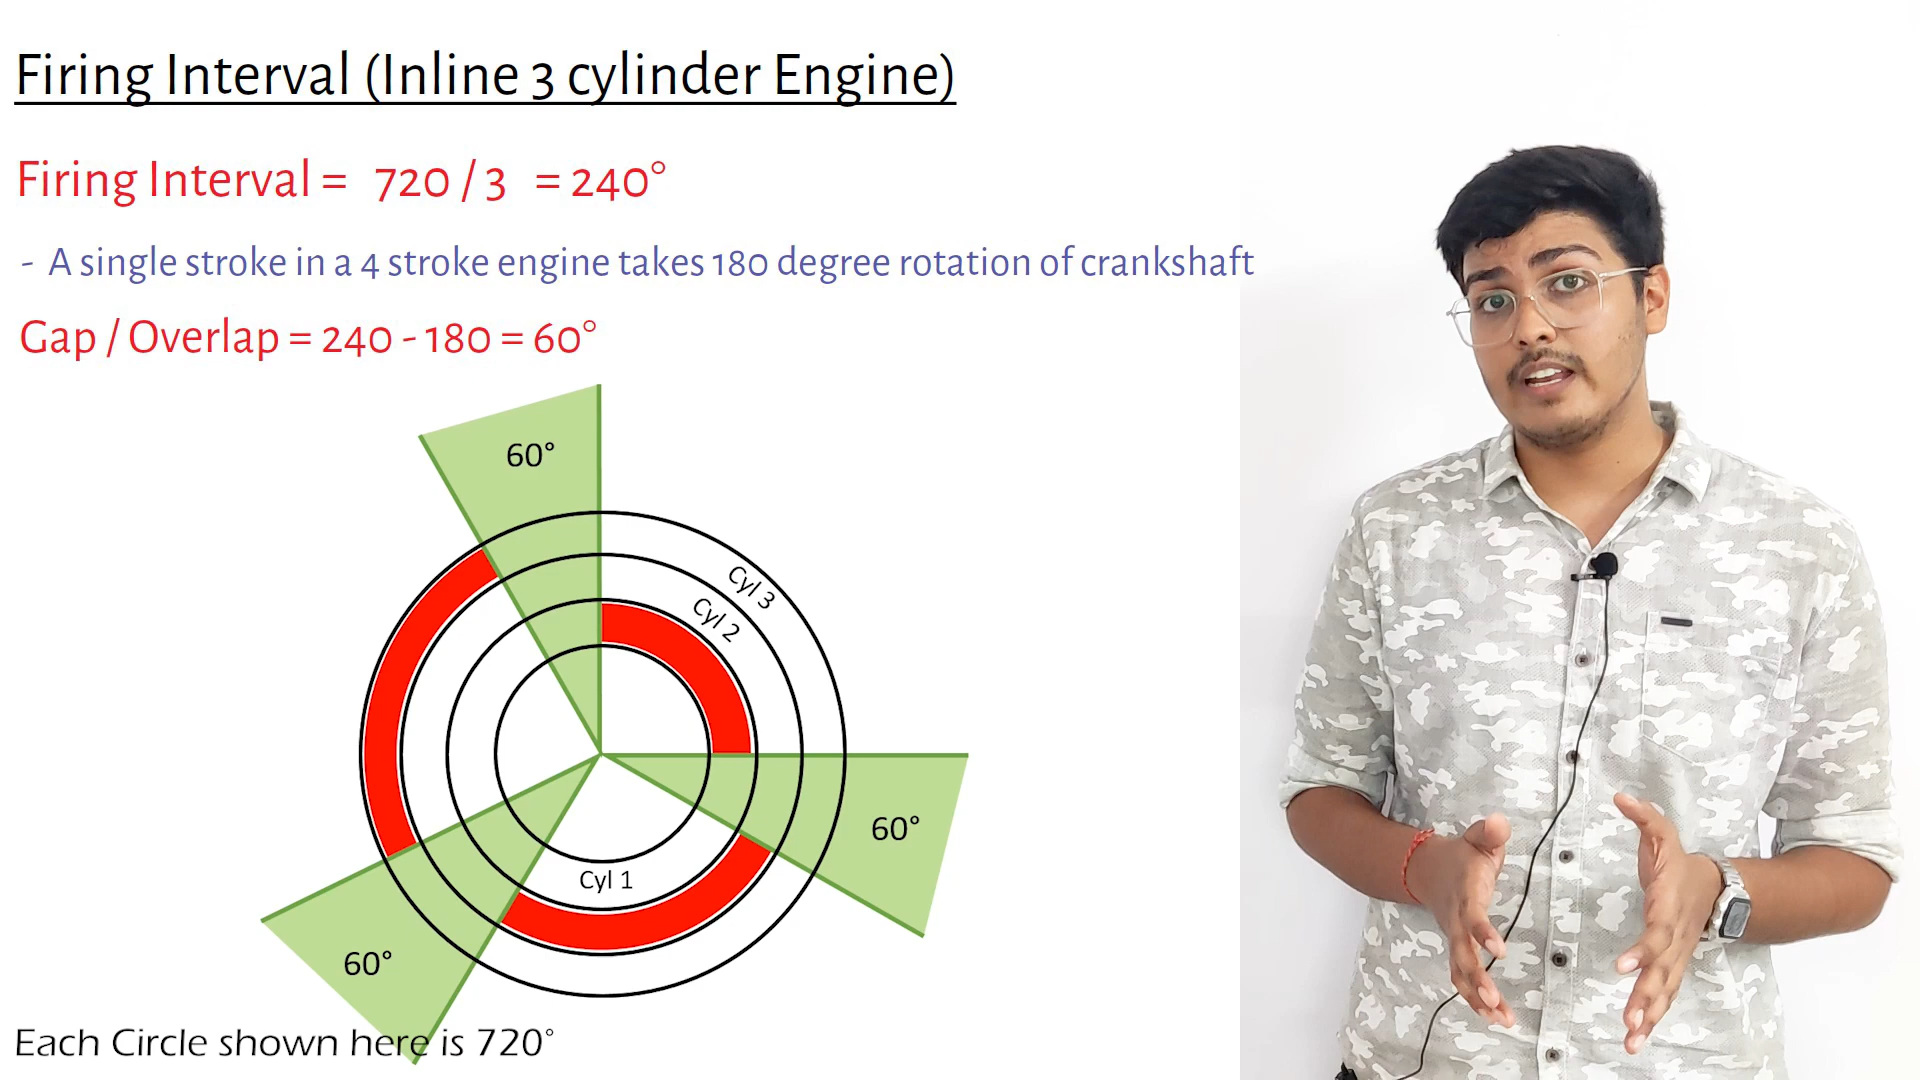 Firing Interval (Inline 3 cylinder Engine)
Firing Interval = 720 / 3 = 240°
- A single stroke in a 4 stroke engine takes 180 degree rotation of crankshaft
Gap / Overlap = 240 - 180 = 60°
60°
Cyl 3
Cyl 2
60°
Cyl 1
60°
Each Circle shown here is 720°